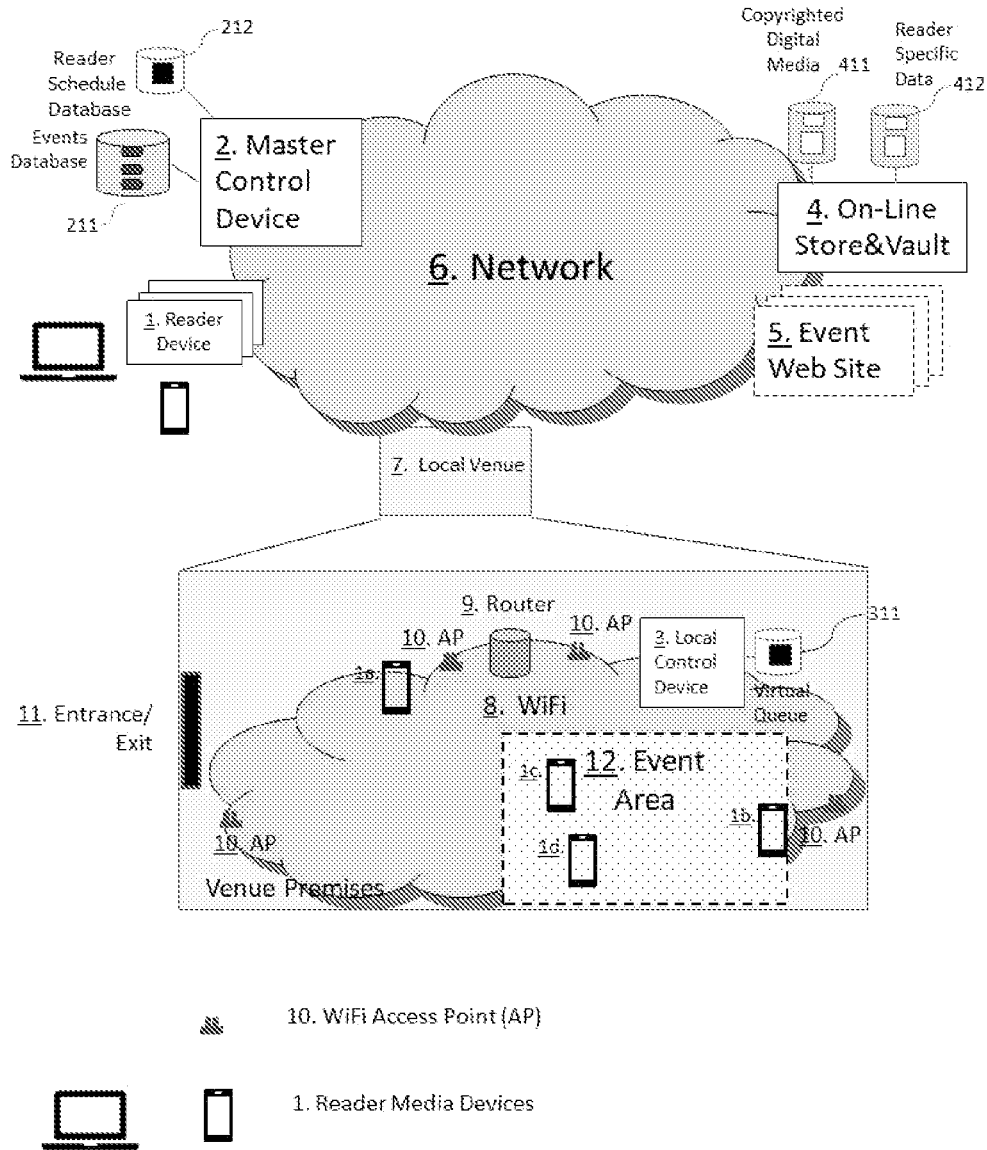 212
Reader
Schedule
Database
Events
Database
211
2. Master
Control
Device
Copyrighted
Digital
Media
411
Reader
Specific
Data
412
4. On-Line
Store&Vault
6. Network
1. Reader
Device
5. Event
Web Site
7. Local Venue
9. Router
10. AP
10. AP
3. Local
Control
Device
311
Virtual
Queue
1a.
8. WiFi
11. Entrance/
Exit
12. Event
Area
1c.
1b.
1d.
10. AP
10. AP
Venue Premises
10. WiFi Access Point (AP)
1. Reader Media Devices